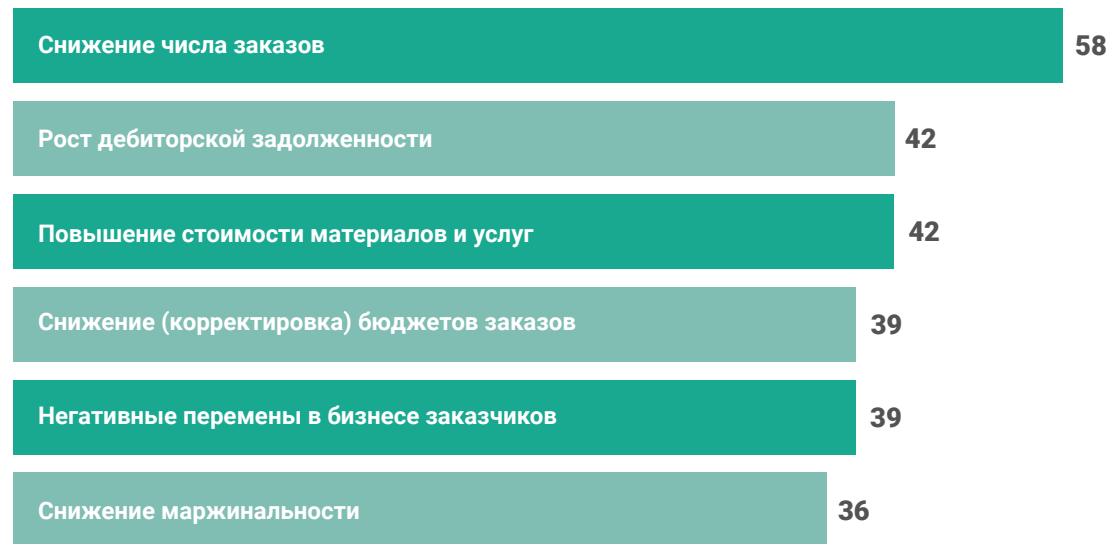 Снижение числа заказов 58
Рост дебиторской задолженности 42
Повышение стоимости материалов и услуг 42
Снижение (корректировка) бюджетов заказов 39
Негативные перемены в бизнесе заказчиков 39
Снижение маржинальности 36